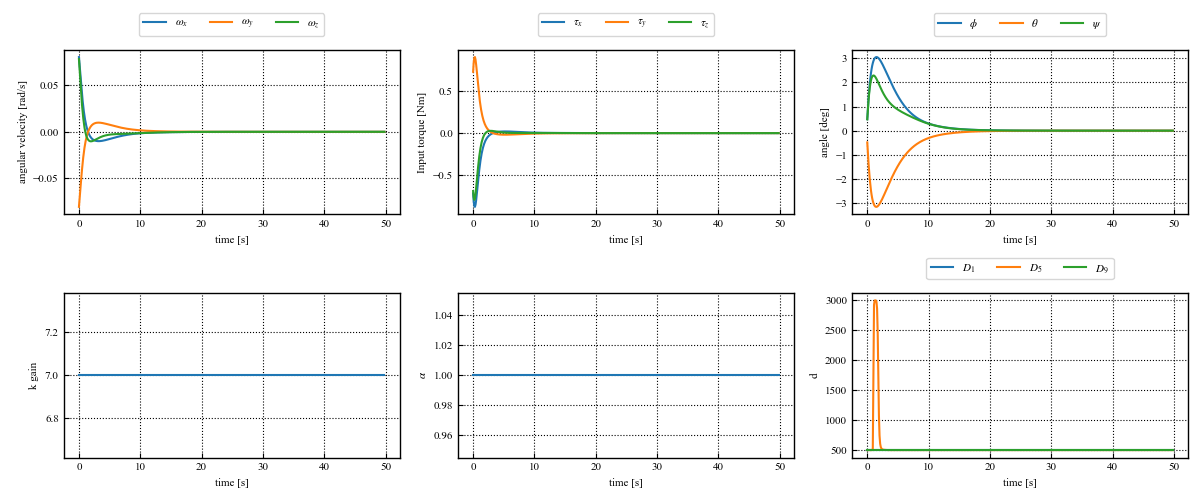 ωx ωy ωz
angular velocity [rad/s]
0.05
0.00
−0.05
0 10 20 30 40 50
time [s]
τx τy τz
Input torque [Nm]
0.5
0.0
−0.5
0 10 20 30 40 50
time [s]
ϕ θ ψ
angle [deg]
3
2
1
0
−1
−2
−3
0 10 20 30 40 50
time [s]
k gain
7.2
7.0
6.8
0 10 20 30 40 50
time [s]
α
1.04
1.02
1.00
0.98
0.96
0 10 20 30 40 50
time [s]
D1 D5 D9
d
3000
2500
2000
1500
1000
500
0 10 20 30 40 50
time [s]